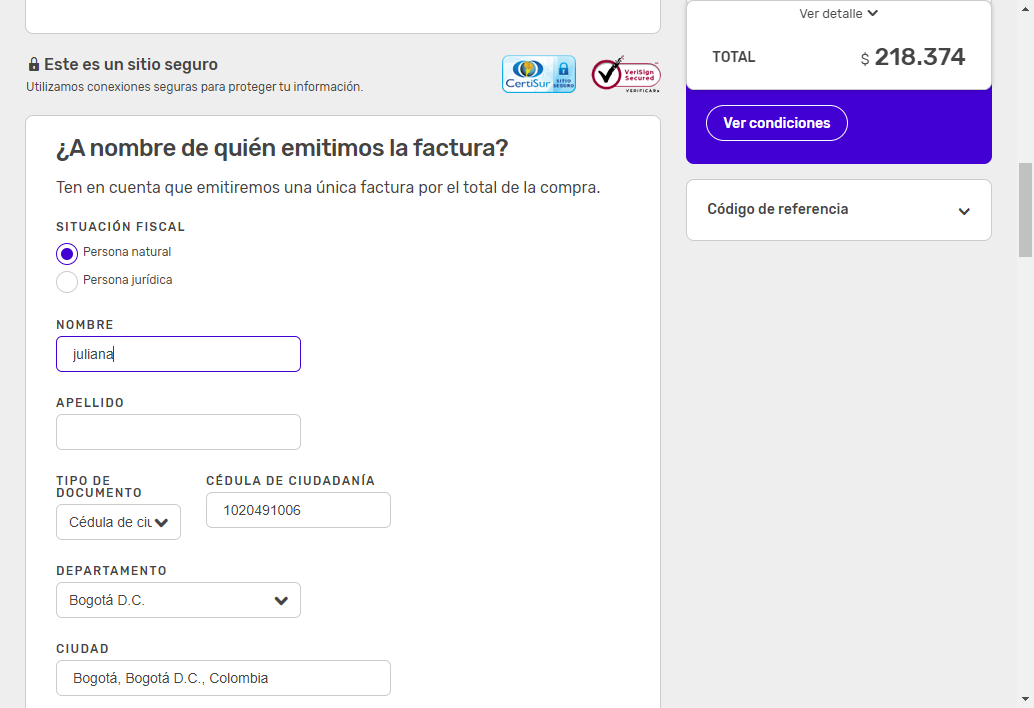 Ver detalle
TOTAL
$ 218.374
Ver condiciones
Código de referencia
Este es un sitio seguro
Utilizamos conexiones seguras para proteger tu información.
CertiSur
SITIO SEGURO
VeriSign
Secured
VERIFICAR
¿A nombre de quién emitimos la factura?
Ten en cuenta que emitiremos una única factura por el total de la compra.
SITUACIÓN FISCAL
Persona natural
Persona jurídica
NOMBRE
juliana
APELLIDO
TIPO DE
DOCUMENTO
Cédula de ciu
CÉDULA DE CIUDADANÍA
1020491006
DEPARTAMENTO
Bogotá D.C.
CIUDAD
Bogotá, Bogotá D.C., Colombia